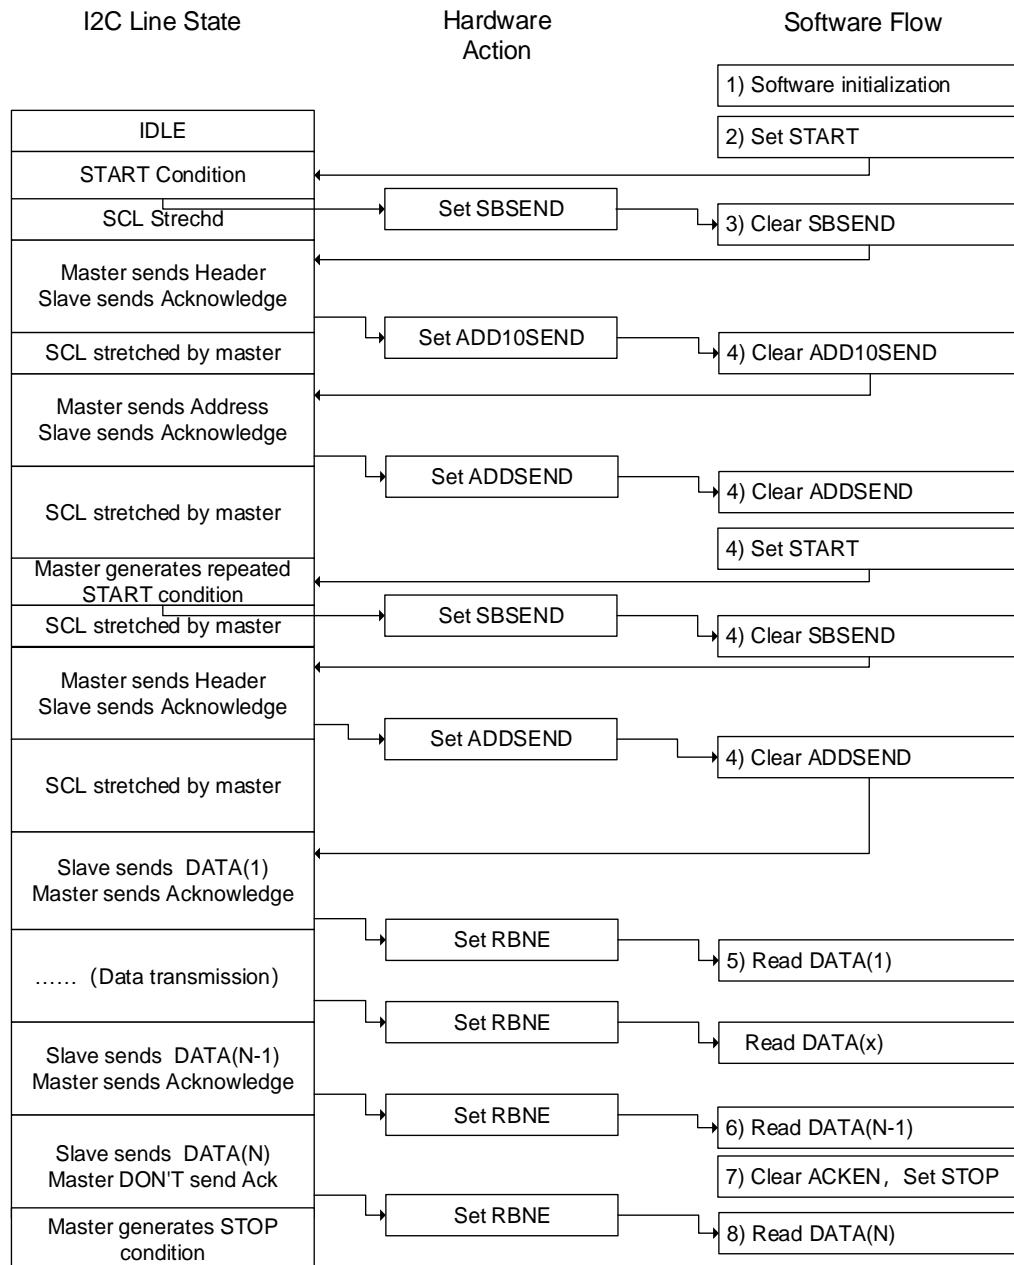 I2C Line State
Hardware
Action
Software Flow
1) Software initialization
IDLE
2) Set START
START Condition
Set SBSEND
SCL Strechd
3) Clear SBSEND
Master sends Header
Slave sends Acknowledge
Set ADD10SEND
SCL stretched by master
4) Clear ADD10SEND
Master sends Address
Slave sends Acknowledge
Set ADDSEND
4) Clear ADDSEND
SCL stretched by master
4) Set START
Master generates repeated
START condition
Set SBSEND
SCL stretched by master
4) Clear SBSEND
Master sends Header
Slave sends Acknowledge
Set ADDSEND
4) Clear ADDSEND
SCL stretched by master
Slave sends DATA(1)
Master sends Acknowledge
Set RBNE
5) Read DATA(1)
…… (Data transmission)
Set RBNE
Read DATA(x)
Slave sends DATA(N-1)
Master sends Acknowledge
Set RBNE
6) Read DATA(N-1)
Slave sends DATA(N)
Master DON'T send Ack
7) Clear ACKEN，Set STOP
Set RBNE
8) Read DATA(N)
Master generates STOP
condition